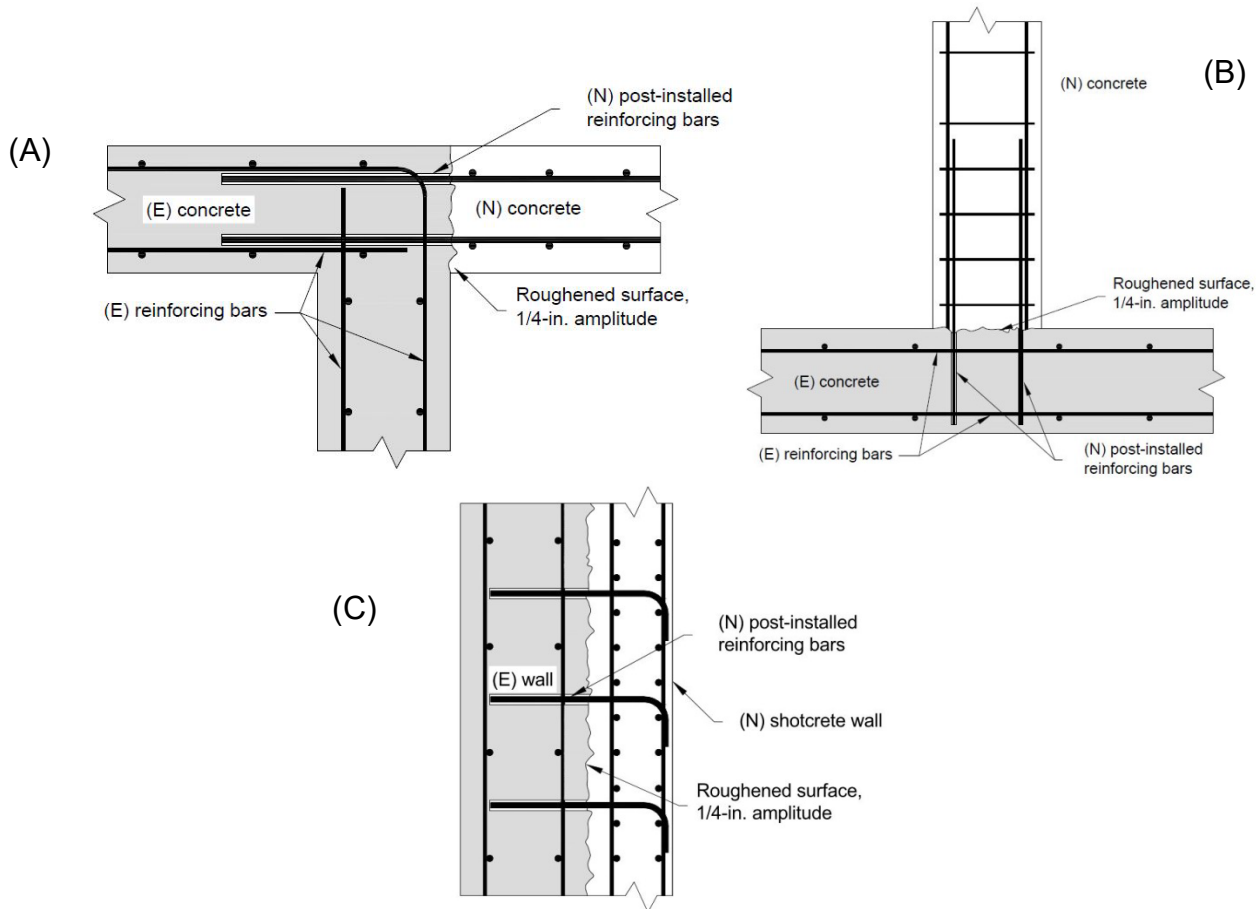 (A)
(N) post-installed
reinforcing bars
(E) concrete
(N) concrete
(E) reinforcing bars
Roughened surface,
1/4-in. amplitude
(B)
(N) concrete
Roughened surface,
1/4-in. amplitude
(E) concrete
(E) reinforcing bars
(N) post-installed
reinforcing bars
(C)
(N) post-installed
reinforcing bars
(E) wall
(N) shotcrete wall
Roughened surface,
1/4-in. amplitude